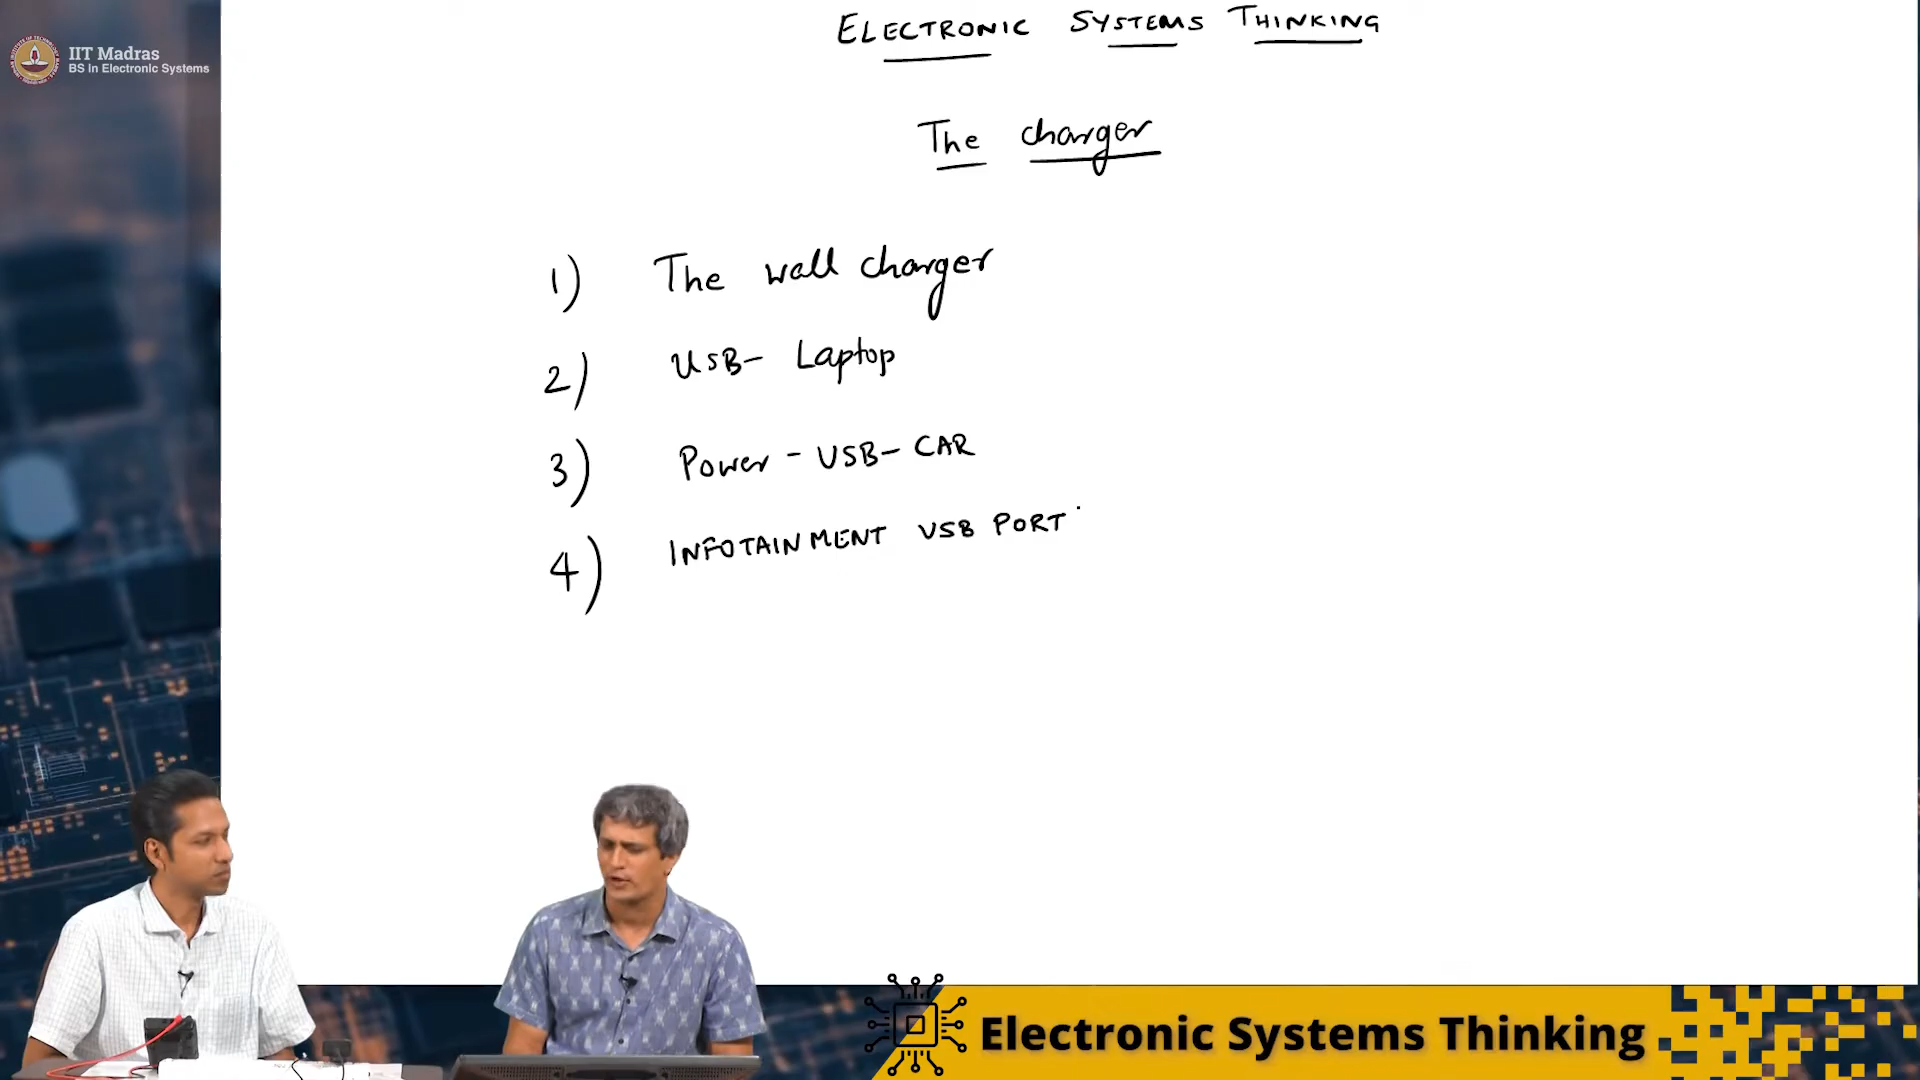 IIT Madras
BS in Electronic Systems
ELECTRONIC SYSTEMS THINKING
The charger
1) The wall charger
2) USB- Laptop
3) Power - USB- CAR
4) INFOTAINMENT USB PORT
Electronic Systems Thinking